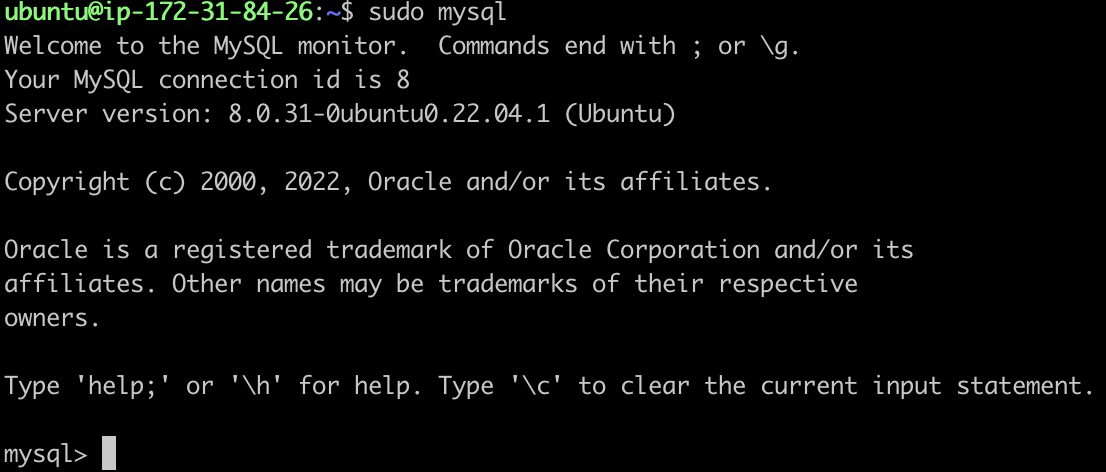 ubuntu@ip-172-31-84-26:~$ sudo mysql
Welcome to the MySQL monitor.  Commands end with ; or \g.
Your MySQL connection id is 8
Server version: 8.0.31-0ubuntu0.22.04.1 (Ubuntu)
Copyright (c) 2000, 2022, Oracle and/or its affiliates.
Oracle is a registered trademark of Oracle Corporation and/or its
affiliates. Other names may be trademarks of their respective
owners.
Type 'help;' or '\h' for help. Type '\c' to clear the current input statement.
mysql>